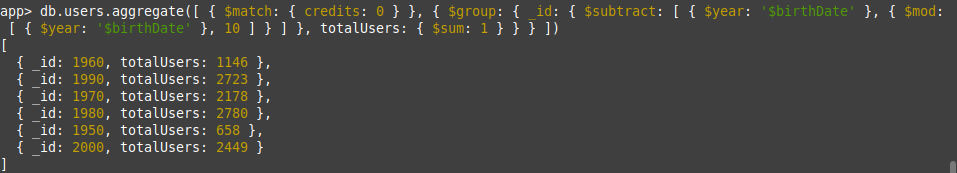 app> db.users.aggregate([ { $match: { credits: 0 } }, { $group: { _id: { $subtract: [ { $year: '$birthDate' }, { $mod:
 [ { $year: '$birthDate' }, 10 ] } ] }, totalUsers: { $sum: 1 } } } ])
[
  { _id: 1960, totalUsers: 1146 },
  { _id: 1990, totalUsers: 2723 },
  { _id: 1970, totalUsers: 2178 },
  { _id: 1980, totalUsers: 2780 },
  { _id: 1950, totalUsers: 658 },
  { _id: 2000, totalUsers: 2449 }
]